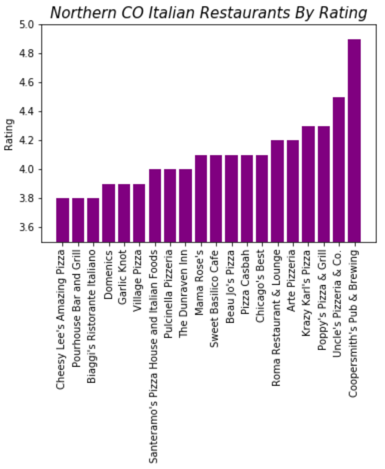 Northern CO Italian Restaurants By Rating
5.0
4.8
4.6
4.4
4.2
4.0
3.8
3.6
Rating
Cheesy Lee's Amazing Pizza
Pourhouse Bar and Grill
Biaggi's Ristorante Italiano
Domenics
Garlic Knot
Village Pizza
Santeramo's Pizza House and Italian Foods
Pulcinella Pizzeria
The Dunraven Inn
Mama Rose's
Sweet Basilico Cafe
Beau Jo's Pizza
Pizza Casbah
Chicago's Best
Roma Restaurant & Lounge
Arte Pizzeria
Krazy Karl's Pizza
Poppy's Pizza & Grill
Uncle's Pizzeria & Co.
Coopersmith's Pub & Brewing